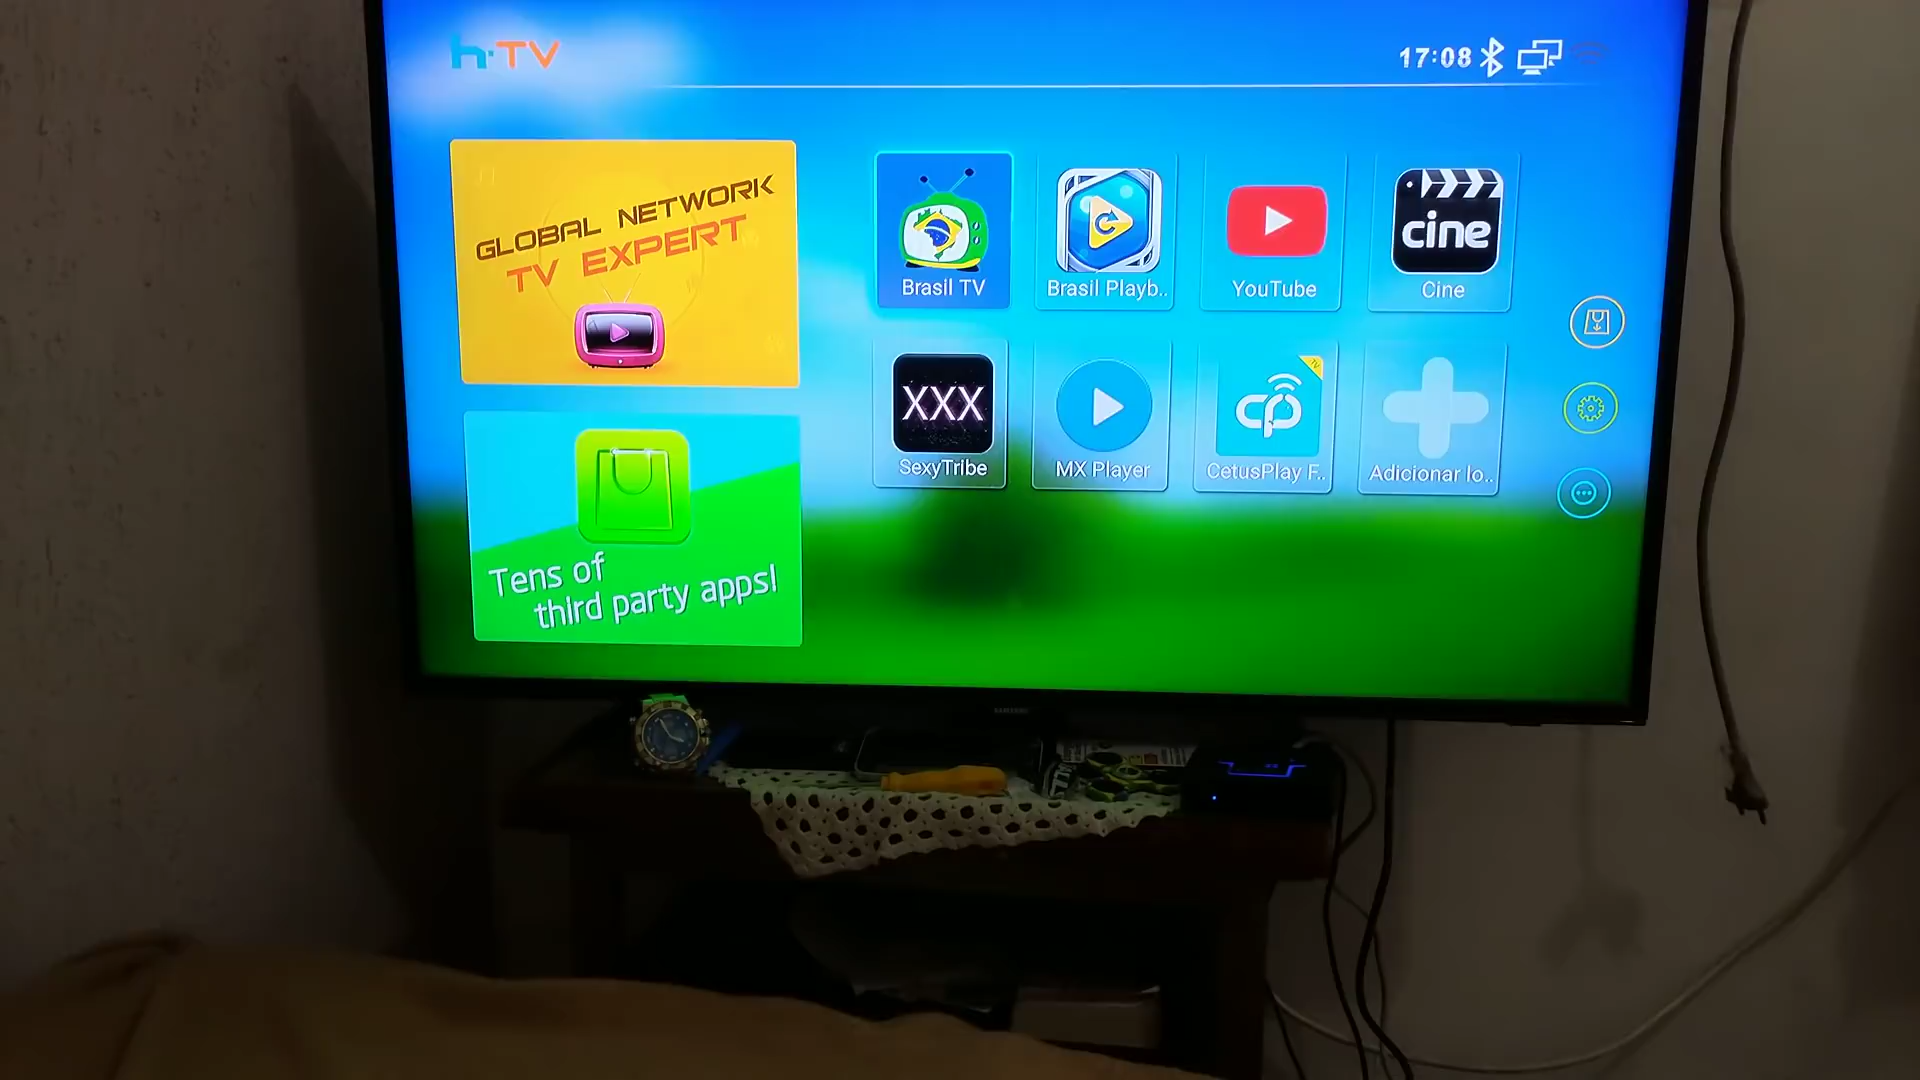 h·TV
17:08
GLOBAL NETWORK
TV EXPERT
Brasil TV
Brasil Playb..
YouTube
cine
Cine
XXX
SexyTribe
MX Player
CetusPlay F..
Adicionar lo..
Tens of
third party apps!
SAMSUNG